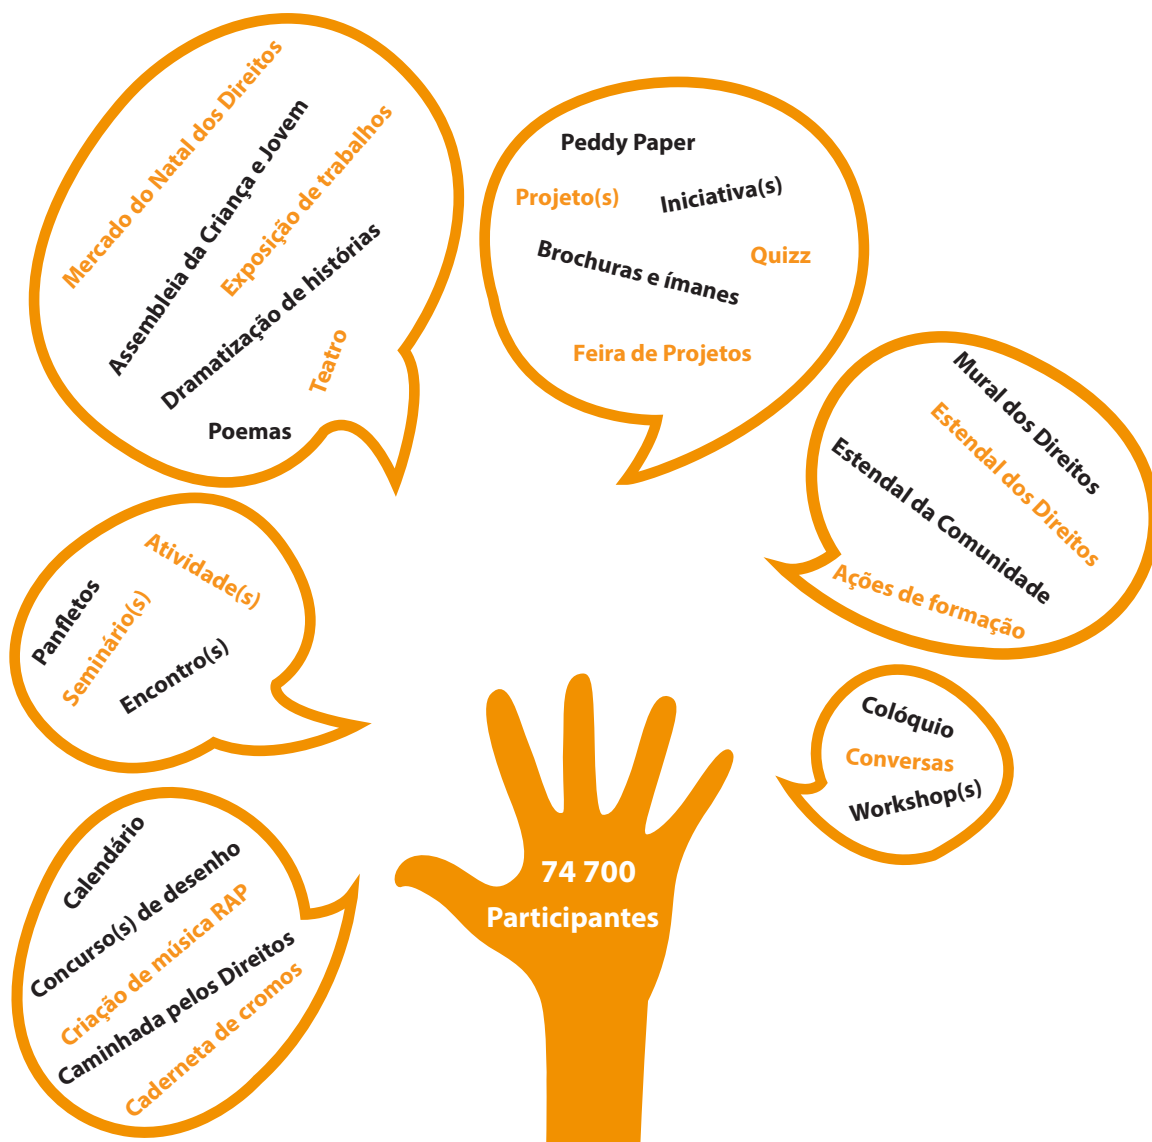 Mercado do Natal dos Direitos
Assembleia da Criança e Jovem
Exposição de trabalhos
Dramatização de histórias
Teatro
Poemas
Peddy Paper
Projeto(s)
Iniciativa(s)
Brochuras e ímanes
Quizz
Feira de Projetos
Mural dos Direitos
Estendal dos Direitos
Estendal da Comunidade
Ações de formação
Panfletos
Atividade(s)
Seminário(s)
Encontro(s)
Colóquio
Conversas
Workshop(s)
Calendário
Concurso(s) de desenho
Criação de música RAP
Caminhada pelos Direitos
Caderneta de cromos
74 700
Participantes